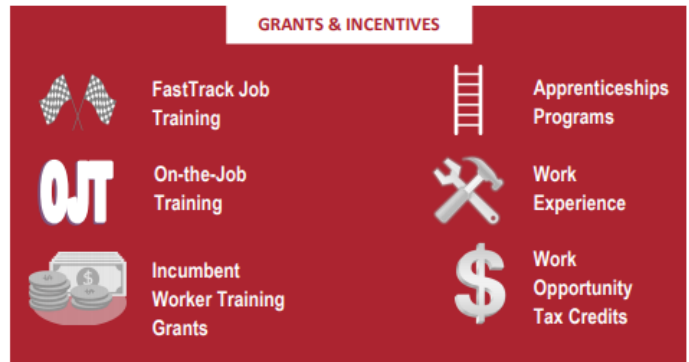 GRANTS & INCENTIVES
FastTrack Job
Training
OJT
On-the-Job
Training
$
Incumbent
Worker Training
Grants
Apprenticeships
Programs
Work
Experience
$
Work
Opportunity
Tax Credits